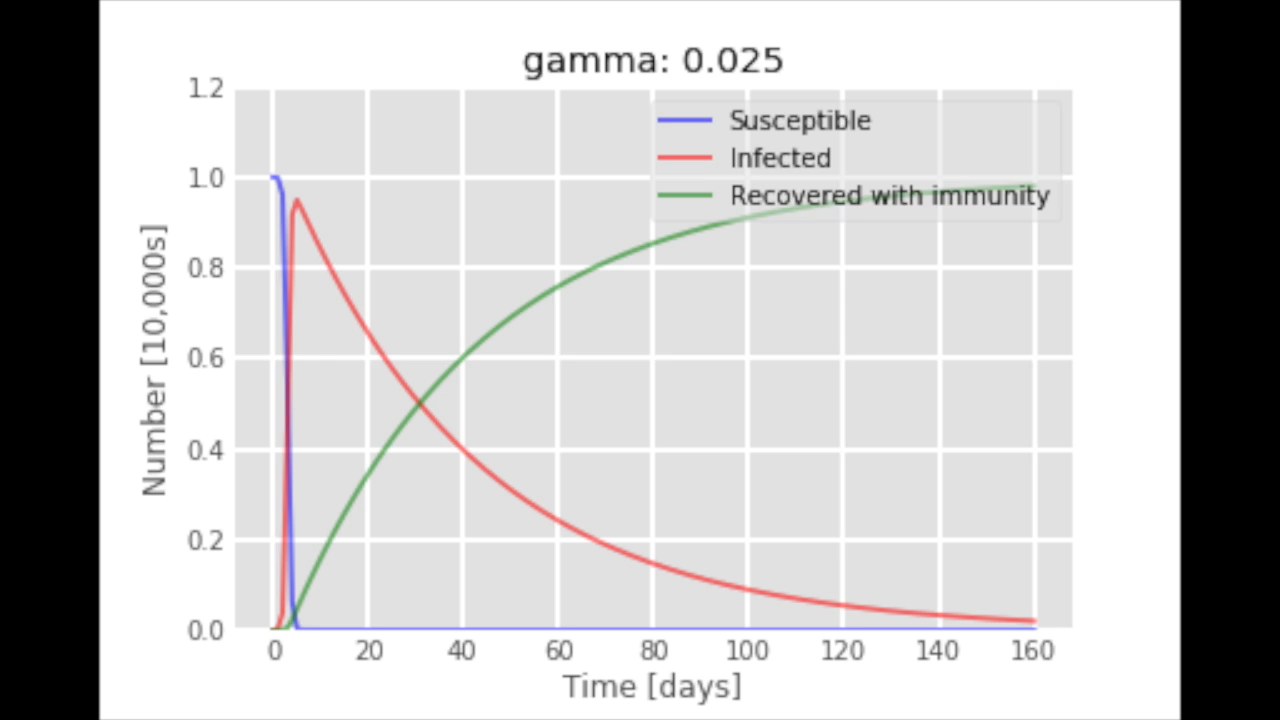 gamma: 0.025
1.2
1.0
0.8
0.6
0.4
0.2
0.0
Number [10,000s]
Susceptible
Infected
Recovered with immunity
0 20 40 60 80 100 120 140 160
Time [days]